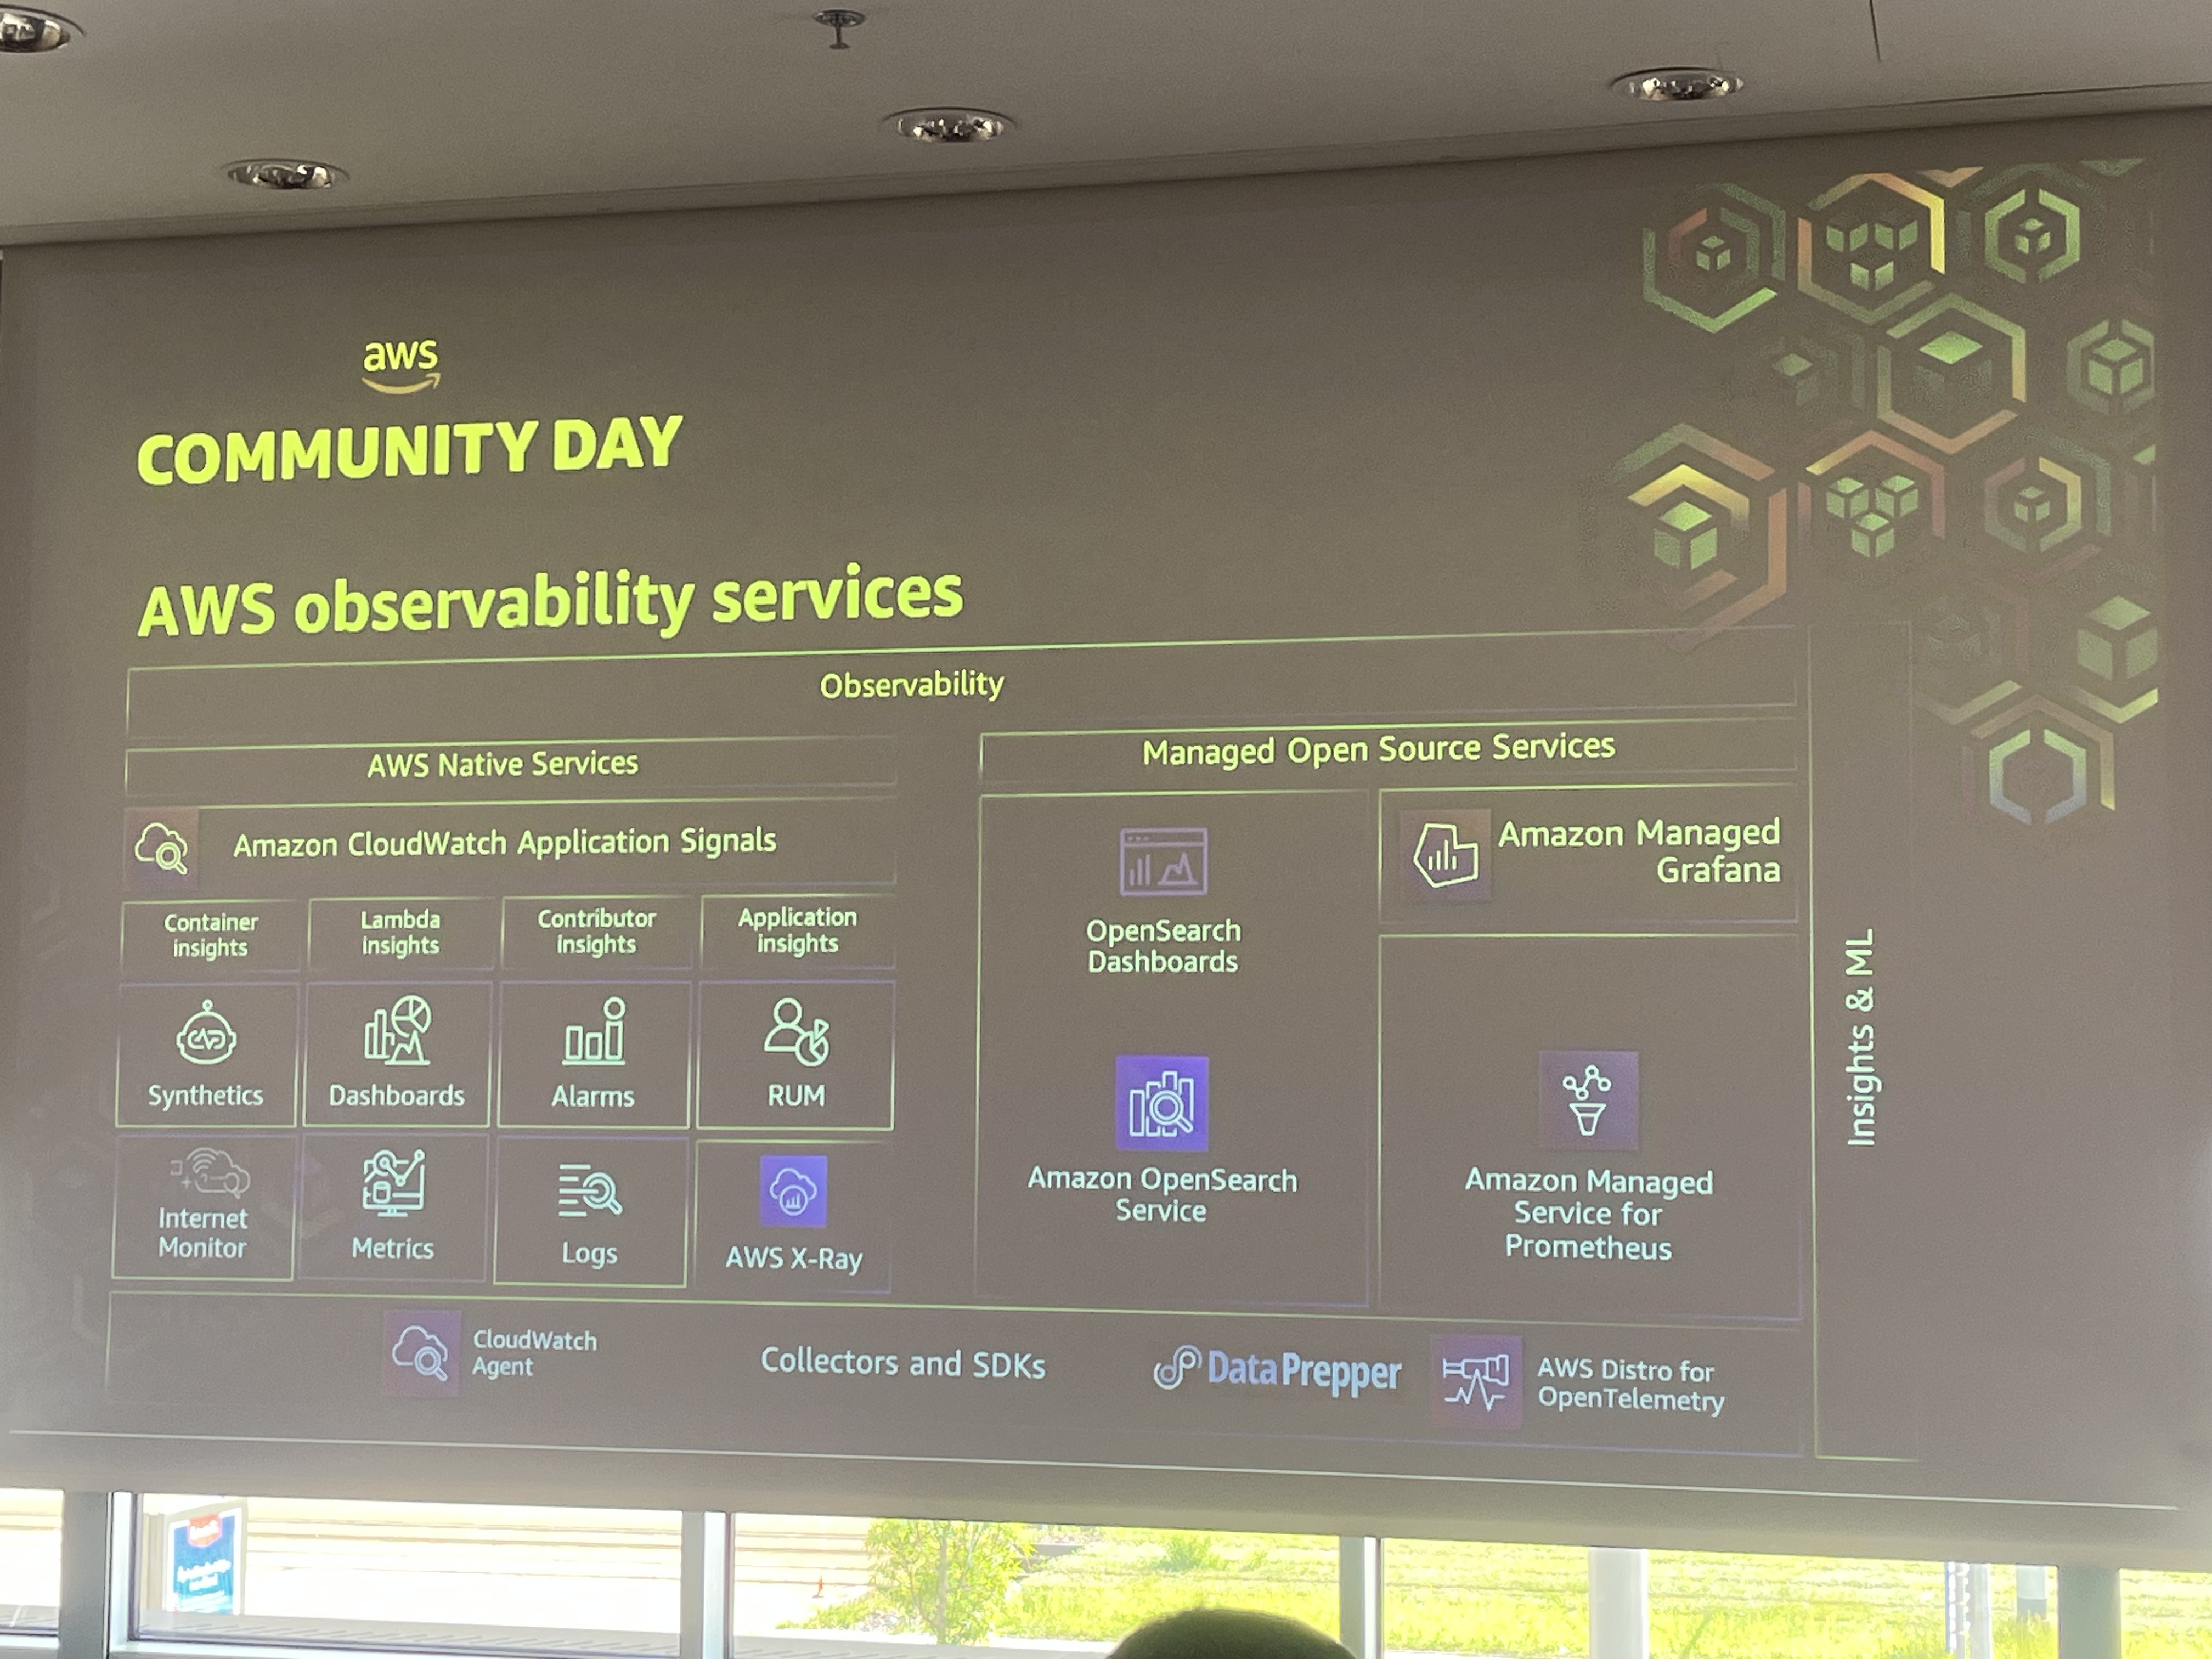 aws
COMMUNITY DAY
AWS observability services
Observability
AWS Native Services
Amazon CloudWatch Application Signals
Container
insights
Lambda
insights
Contributor
insights
Application
insights
Synthetics
Dashboards
Alarms
RUM
Internet
Monitor
Metrics
Logs
AWS X-Ray
Managed Open Source Services
OpenSearch
Dashboards
Amazon OpenSearch
Service
Amazon Managed
Grafana
Amazon Managed
Service for
Prometheus
Insights & ML
CloudWatch
Agent
Collectors and SDKs
Data Prepper
AWS Distro for
OpenTelemetry